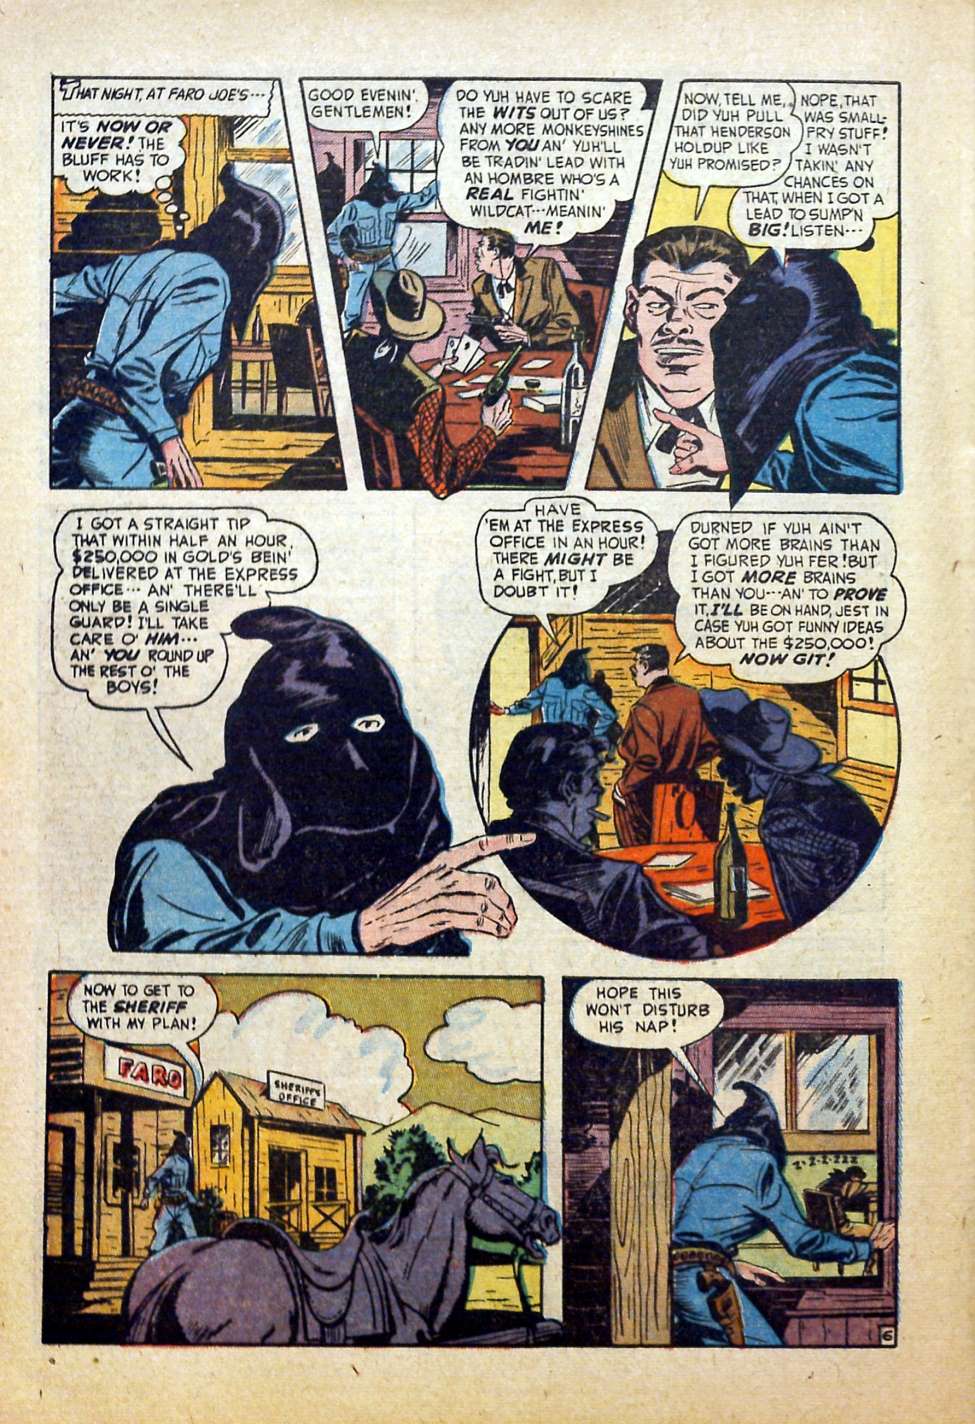 THAT NIGHT, AT FARO JOE'S---
IT'S NOW OR
NEVER! THE
BLUFF HAS TO
WORK!
GOOD EVENIN',
GENTLEMEN!
DO YUH HAVE TO SCARE
THE WITS OUT OF US?
ANY MORE MONKEYSHINES
FROM YOU AN' YUH'LL
BE TRADIN' LEAD WITH
AN HOMBRE WHO'S A
REAL FIGHTIN'
WILDCAT---MEANIN'
ME!
NOW, TELL ME,
DID YUH PULL
THAT HENDERSON
HOLDUP LIKE
YUH PROMISED?
NOPE, THAT
WAS SMALL-
FRY STUFF!
I WASN'T
TAKIN' ANY
CHANCES ON
THAT, WHEN I GOT A
LEAD TO SUMP'N
BIG! LISTEN---
I GOT A STRAIGHT TIP
THAT WITHIN HALF AN HOUR,
$250,000 IN GOLD'S BEIN'
DELIVERED AT THE EXPRESS
OFFICE--- AN' THERE'LL
ONLY BE A SINGLE
GUARD! I'LL TAKE
CARE O' HIM---
AN' YOU ROUND UP
THE REST O' THE
BOYS!
HAVE
'EM AT THE EXPRESS
OFFICE IN AN HOUR!
THERE MIGHT BE
A FIGHT, BUT I
DOUBT IT!
DURNED IF YUH AIN'T
GOT MORE BRAINS THAN
I FIGURED YUH FER! BUT
I GOT MORE BRAINS
THAN YOU---AN' TO PROVE
IT, I'LL BE ON HAND, JEST IN
CASE YUH GOT FUNNY IDEAS
ABOUT THE $250,000!
NOW GIT!
NOW TO GET TO
THE SHERIFF
WITH MY PLAN!
FARO
SHERIFF'S
OFFICE
HOPE THIS
WON'T DISTURB
HIS NAP!
Z-Z-Z-ZZZ
6